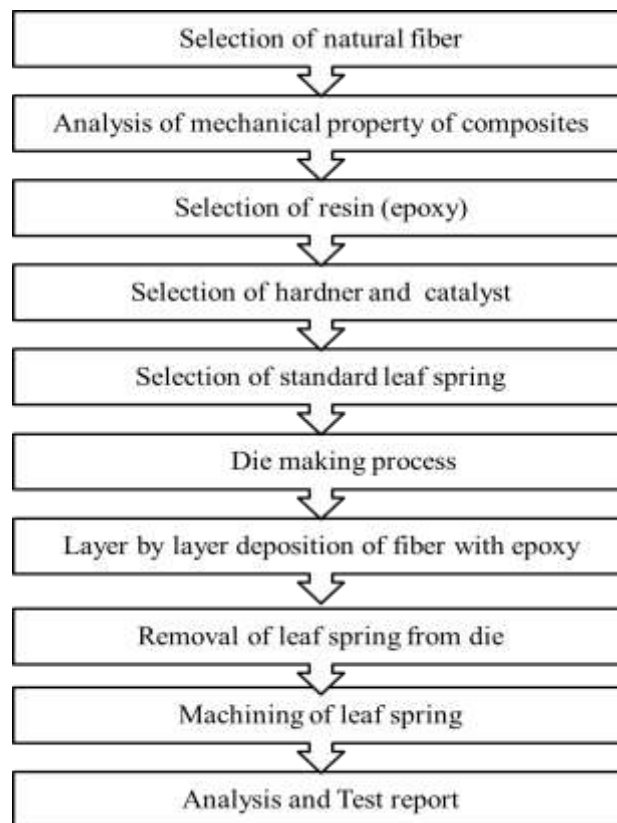 Selection of natural fiber
Analysis of mechanical property of composites
Selection of resin (epoxy)
Selection of hardner and catalyst
Selection of standard leaf spring
Die making process
Layer by layer deposition of fiber with epoxy
Removal of leaf spring from die
Machining of leaf spring
Analysis and Test report